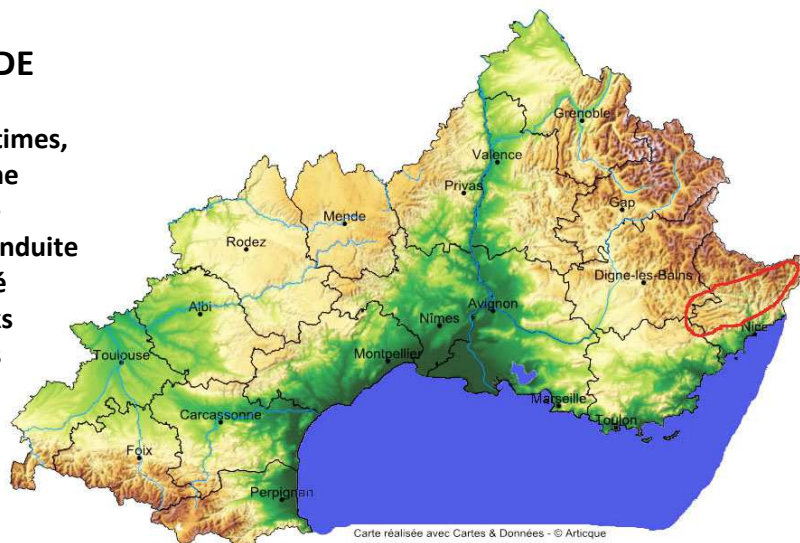 DE
times,
ne
nduite
é
ks
s
Grenoble
Valence
Privas
Gap
Mende
Rodez
Digne-les-Bains
Albi
Avignon
Nîmes
Nice
Toulouse
Montpellier
Marseille
Carcassonne
Toulon
Foix
Perpignan
Carte réalisée avec Cartes & Données - © Articque